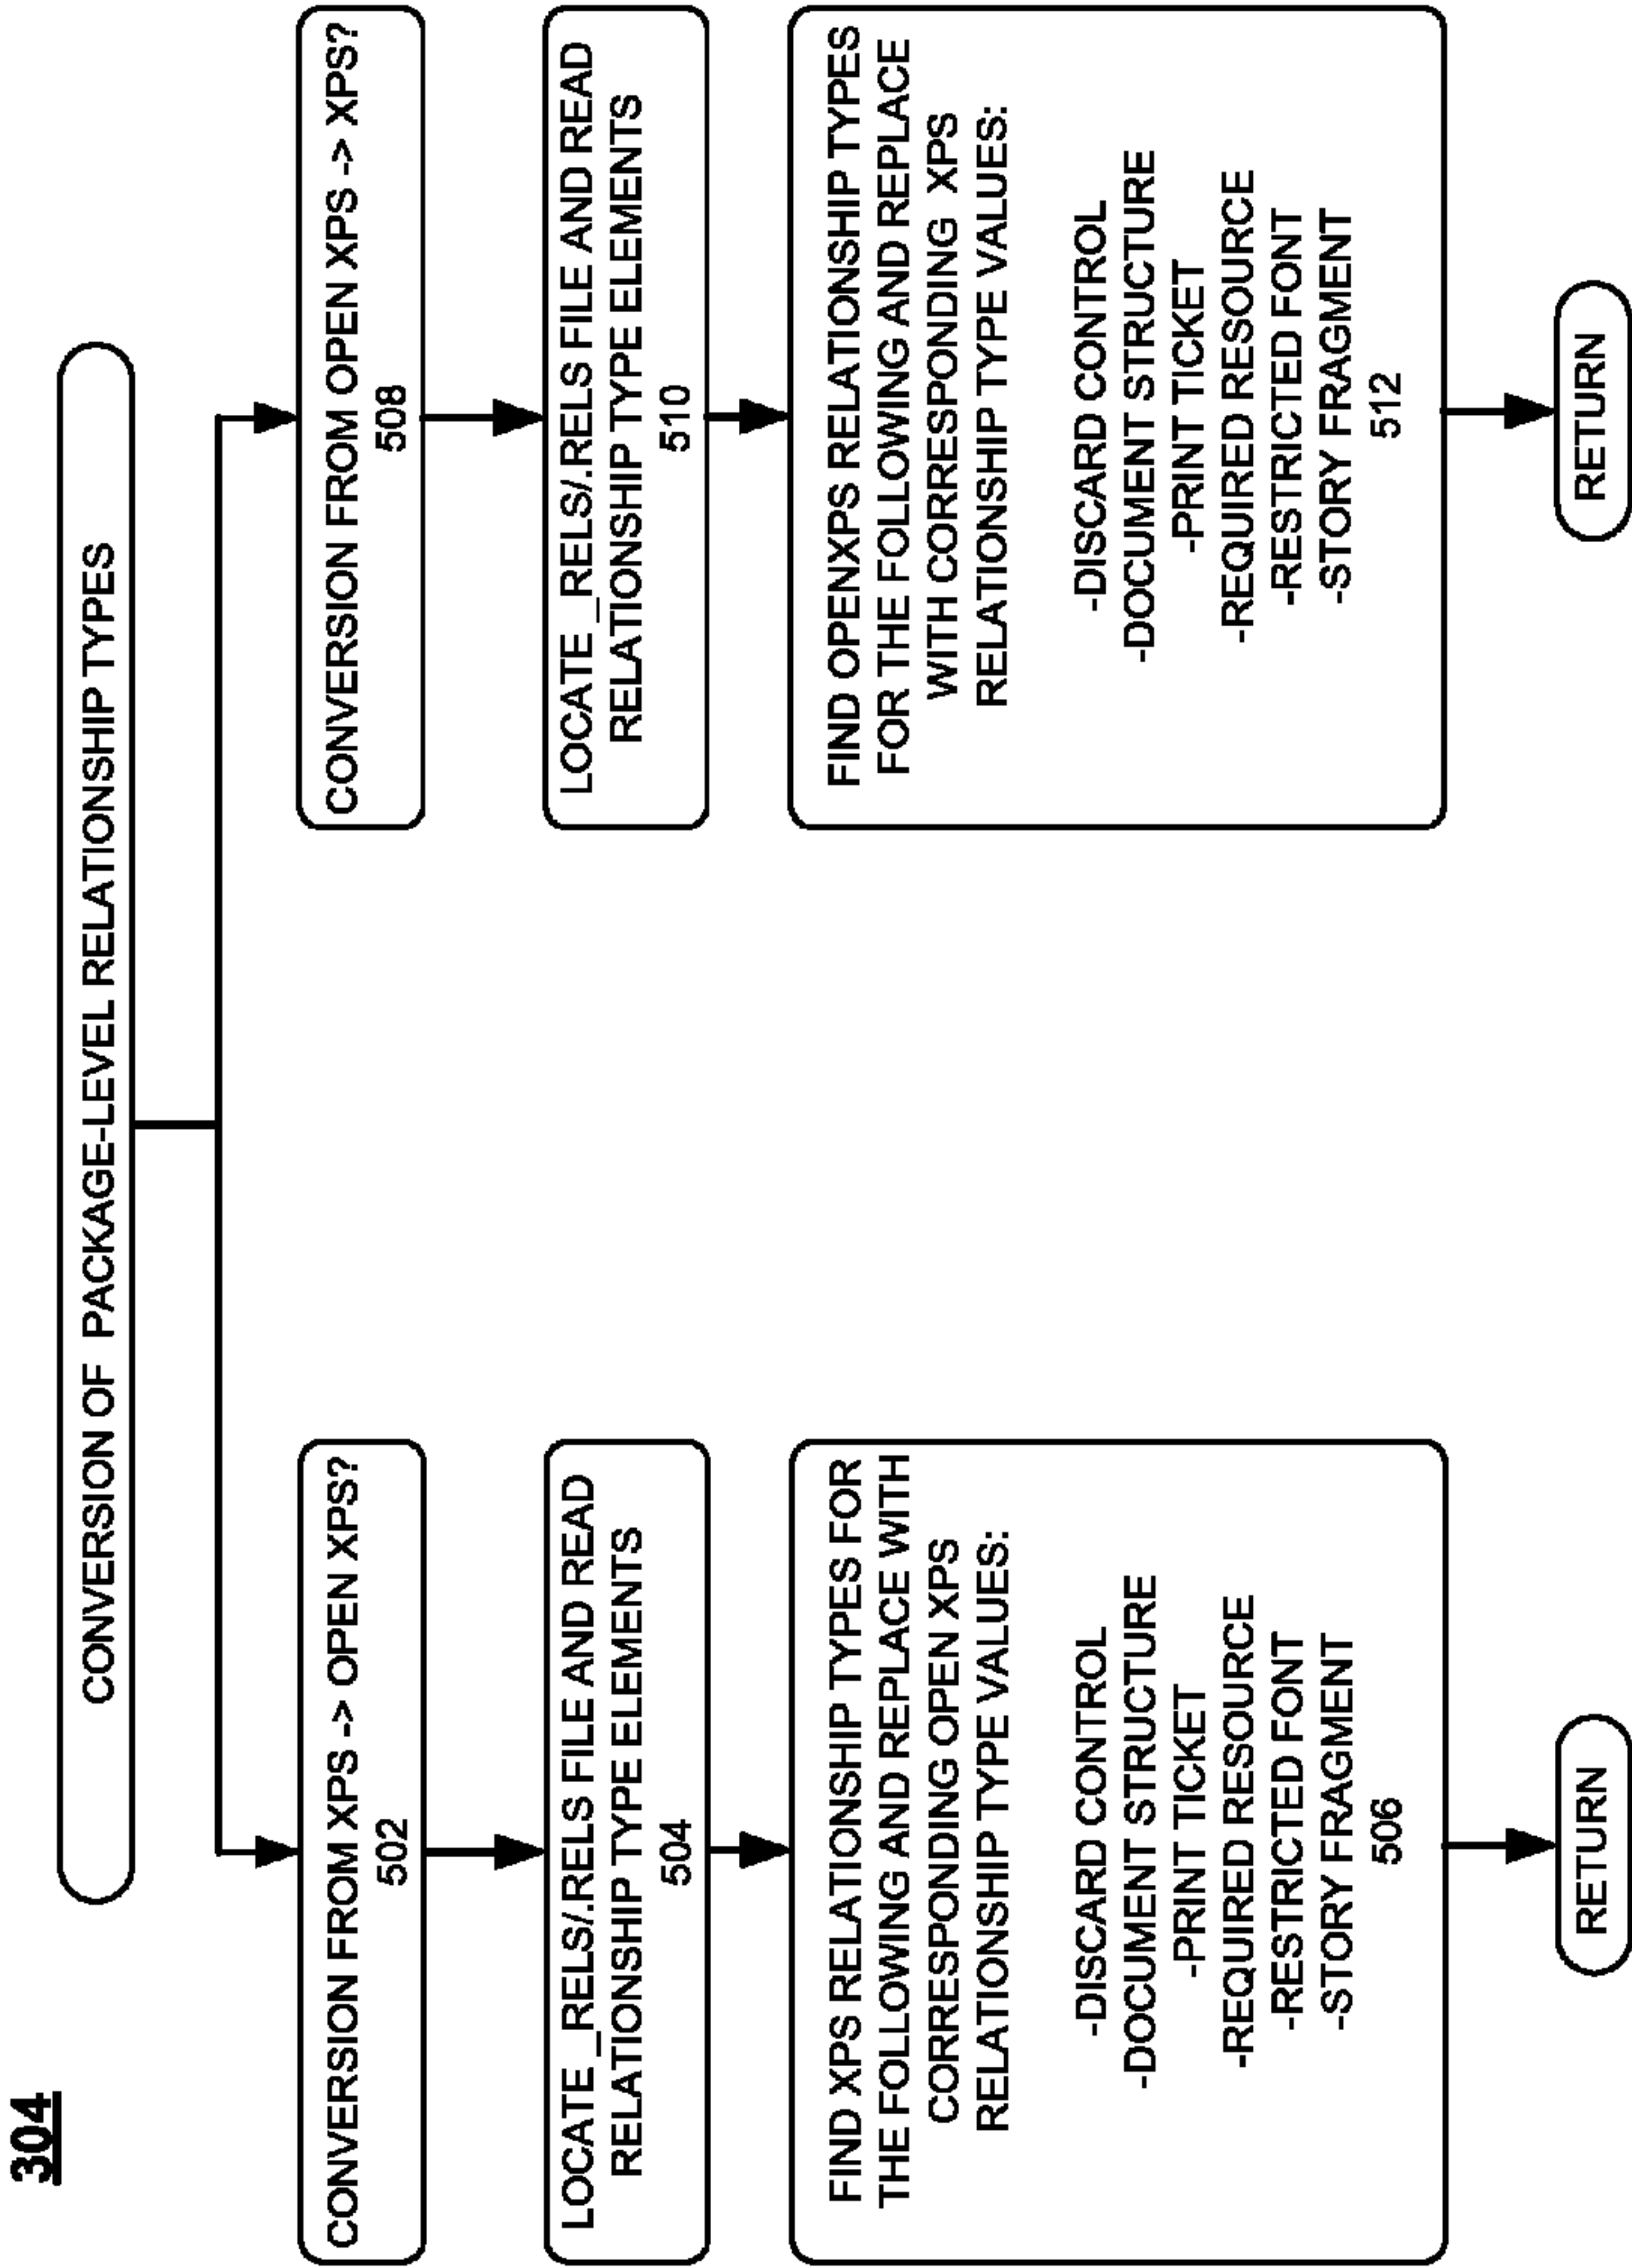 304
CONVERSION OF PACKAGE-LEVEL RELATIONSHIP TYPES
CONVERSION FROM XPS -> OPEN XPS?
502
LOCATE _RELS/.RELS FILE AND READ
RELATIONSHIP TYPE ELEMENTS
504
FIND XPS RELATIONSHIP TYPES FOR
THE FOLLOWING AND REPLACE WITH
CORRESPONDING OPEN XPS
RELATIONSHIP TYPE VALUES:
-DISCARD CONTROL
-DOCUMENT STRUCTURE
-PRINT TICKET
-REQUIRED RESOURCE
-RESTRICTED FONT
-STORY FRAGMENT
506
RETURN
CONVERSION FROM OPEN XPS -> XPS?
508
LOCATE _RELS/.RELS FILE AND READ
RELATIONSHIP TYPE ELEMENTS
510
FIND OPENXPS RELATIONSHIP TYPES
FOR THE FOLLOWING AND REPLACE
WITH CORRESPONDING XPS
RELATIONSHIP TYPE VALUES:
-DISCARD CONTROL
-DOCUMENT STRUCTURE
-PRINT TICKET
-REQUIRED RESOURCE
-RESTRICTED FONT
-STORY FRAGMENT
512
RETURN